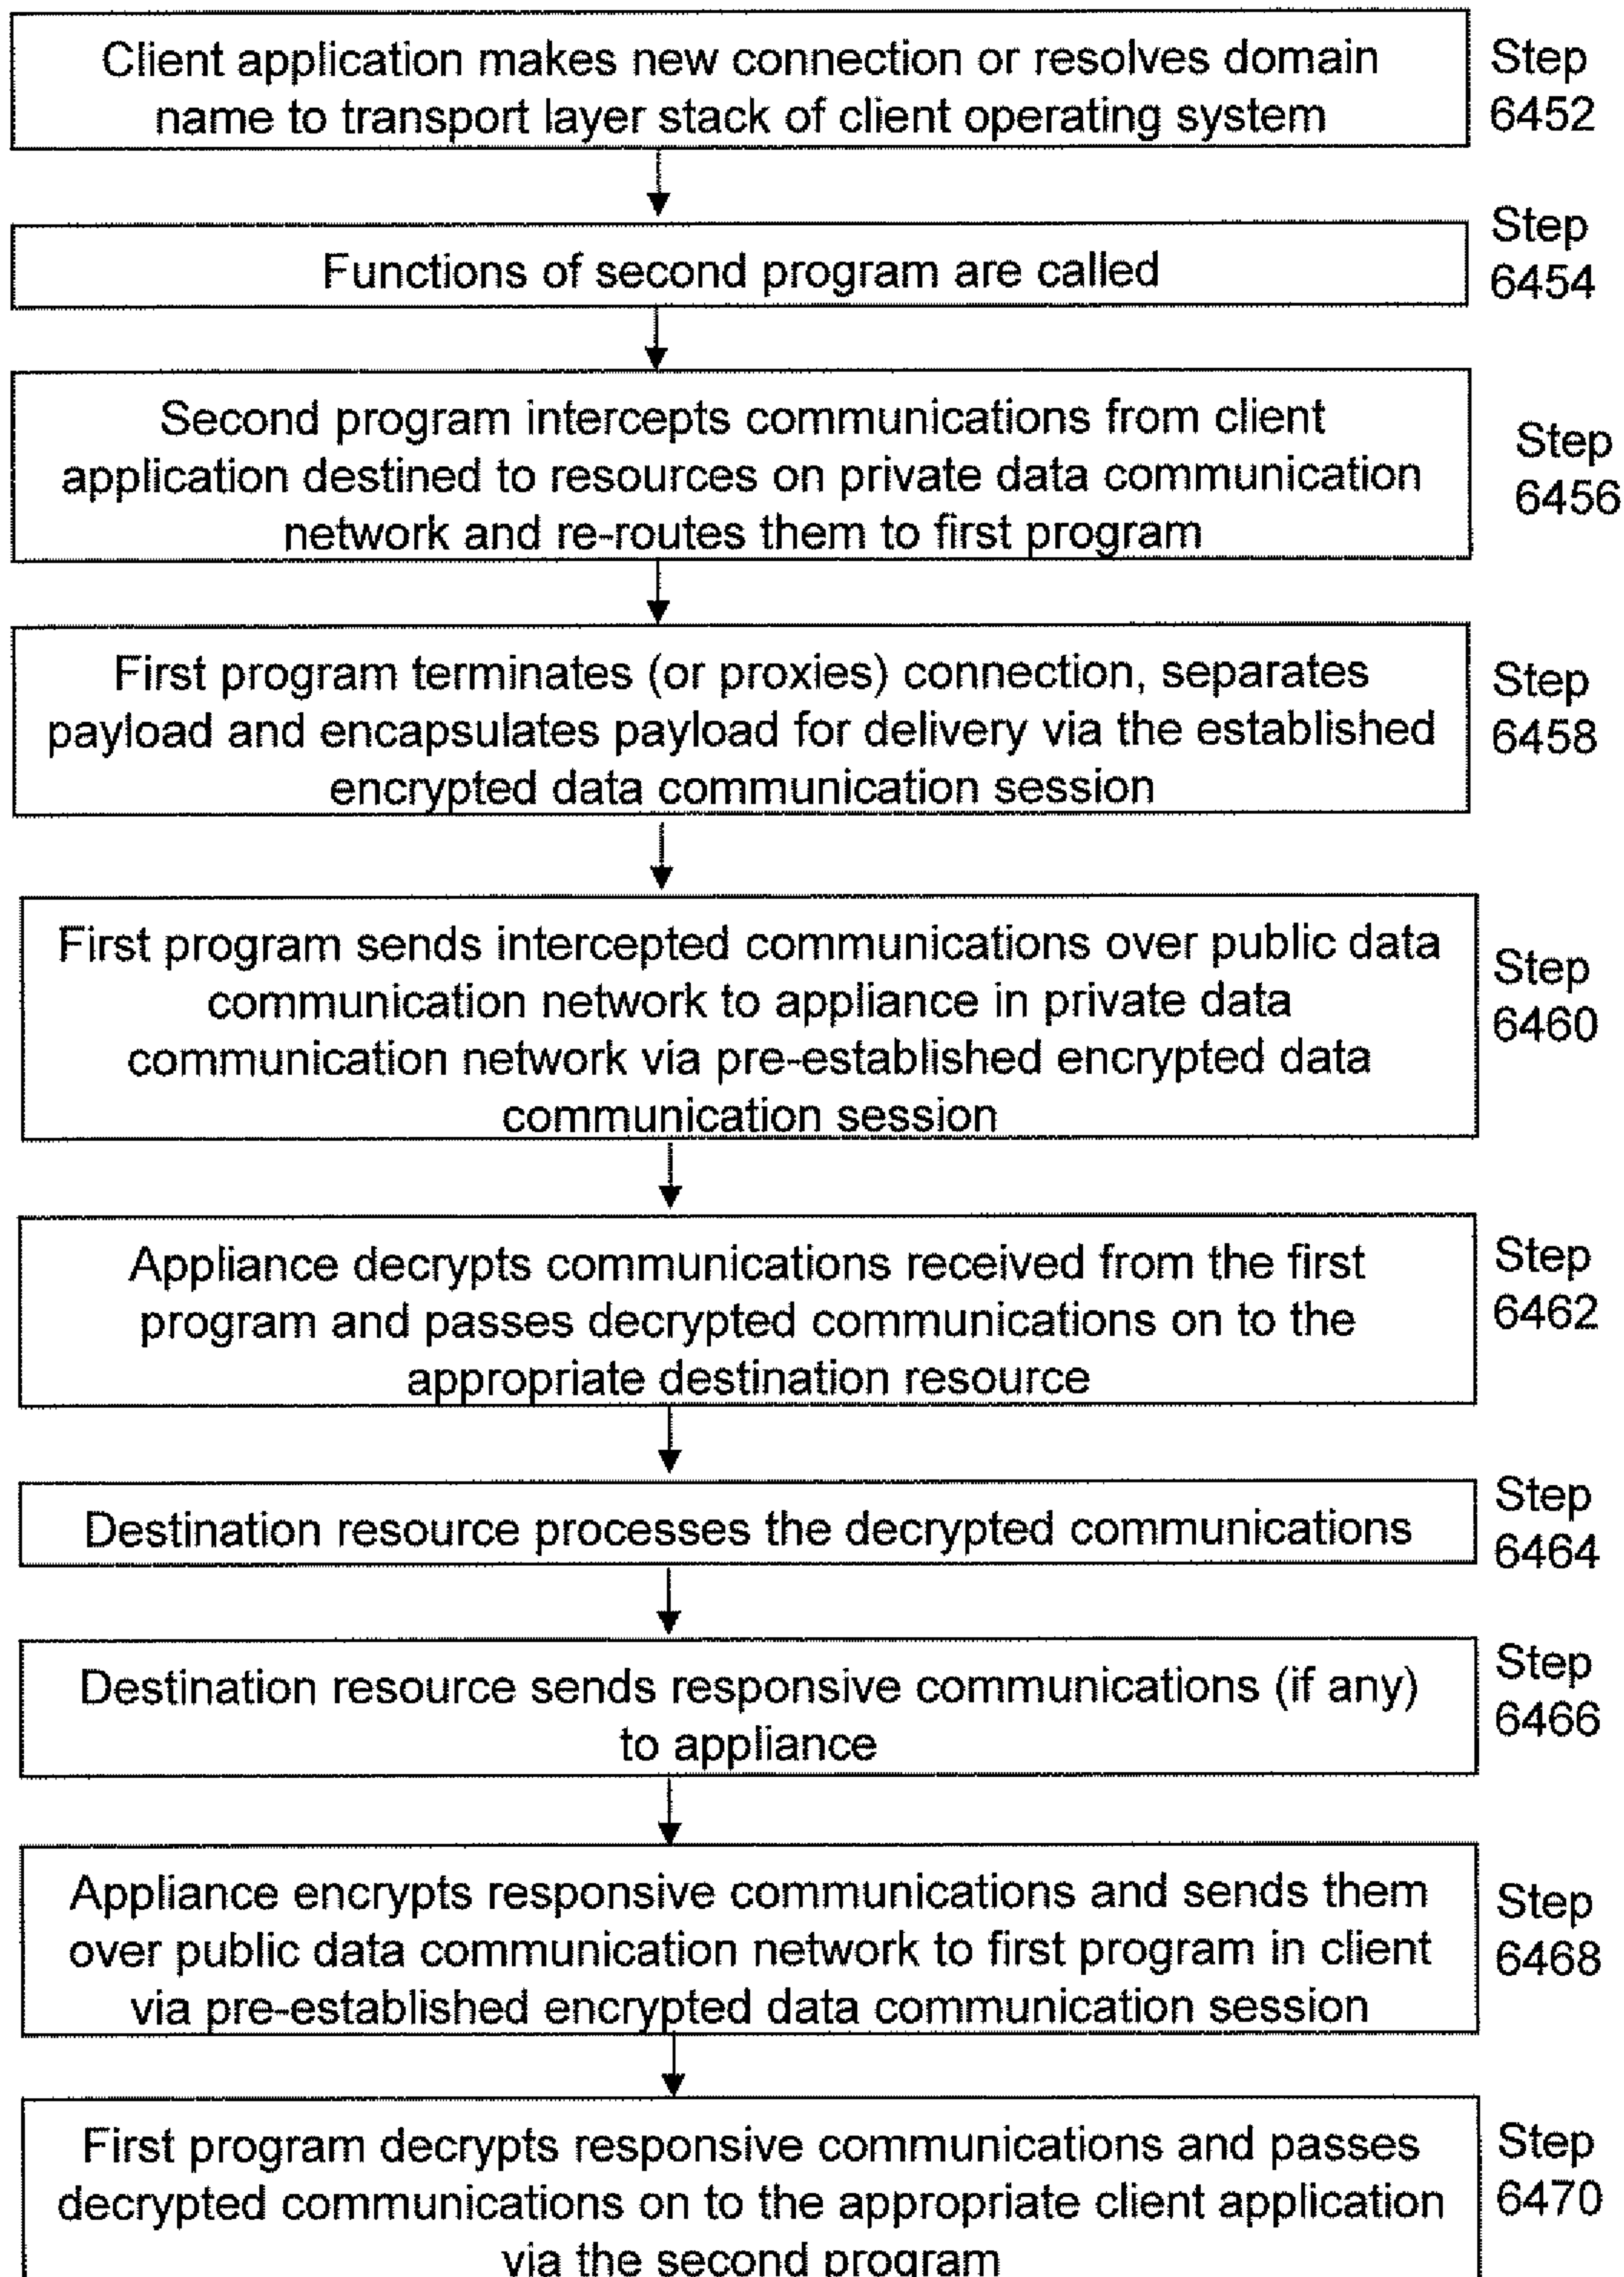 Client application makes new connection or resolves domain
name to transport layer stack of client operating system
Step
6452
Functions of second program are called
Step
6454
Second program intercepts communications from client
application destined to resources on private data communication
network and re-routes them to first program
Step
6456
First program terminates (or proxies) connection, separates
payload and encapsulates payload for delivery via the established
encrypted data communication session
Step
6458
First program sends intercepted communications over public data
communication network to appliance in private data
communication network via pre-established encrypted data
communication session
Step
6460
Appliance decrypts communications received from the first
program and passes decrypted communications on to the
appropriate destination resource
Step
6462
Destination resource processes the decrypted communications
Step
6464
Destination resource sends responsive communications (if any)
to appliance
Step
6466
Appliance encrypts responsive communications and sends them
over public data communication network to first program in client
via pre-established encrypted data communication session
Step
6468
First program decrypts responsive communications and passes
decrypted communications on to the appropriate client application
via the second program
Step
6470